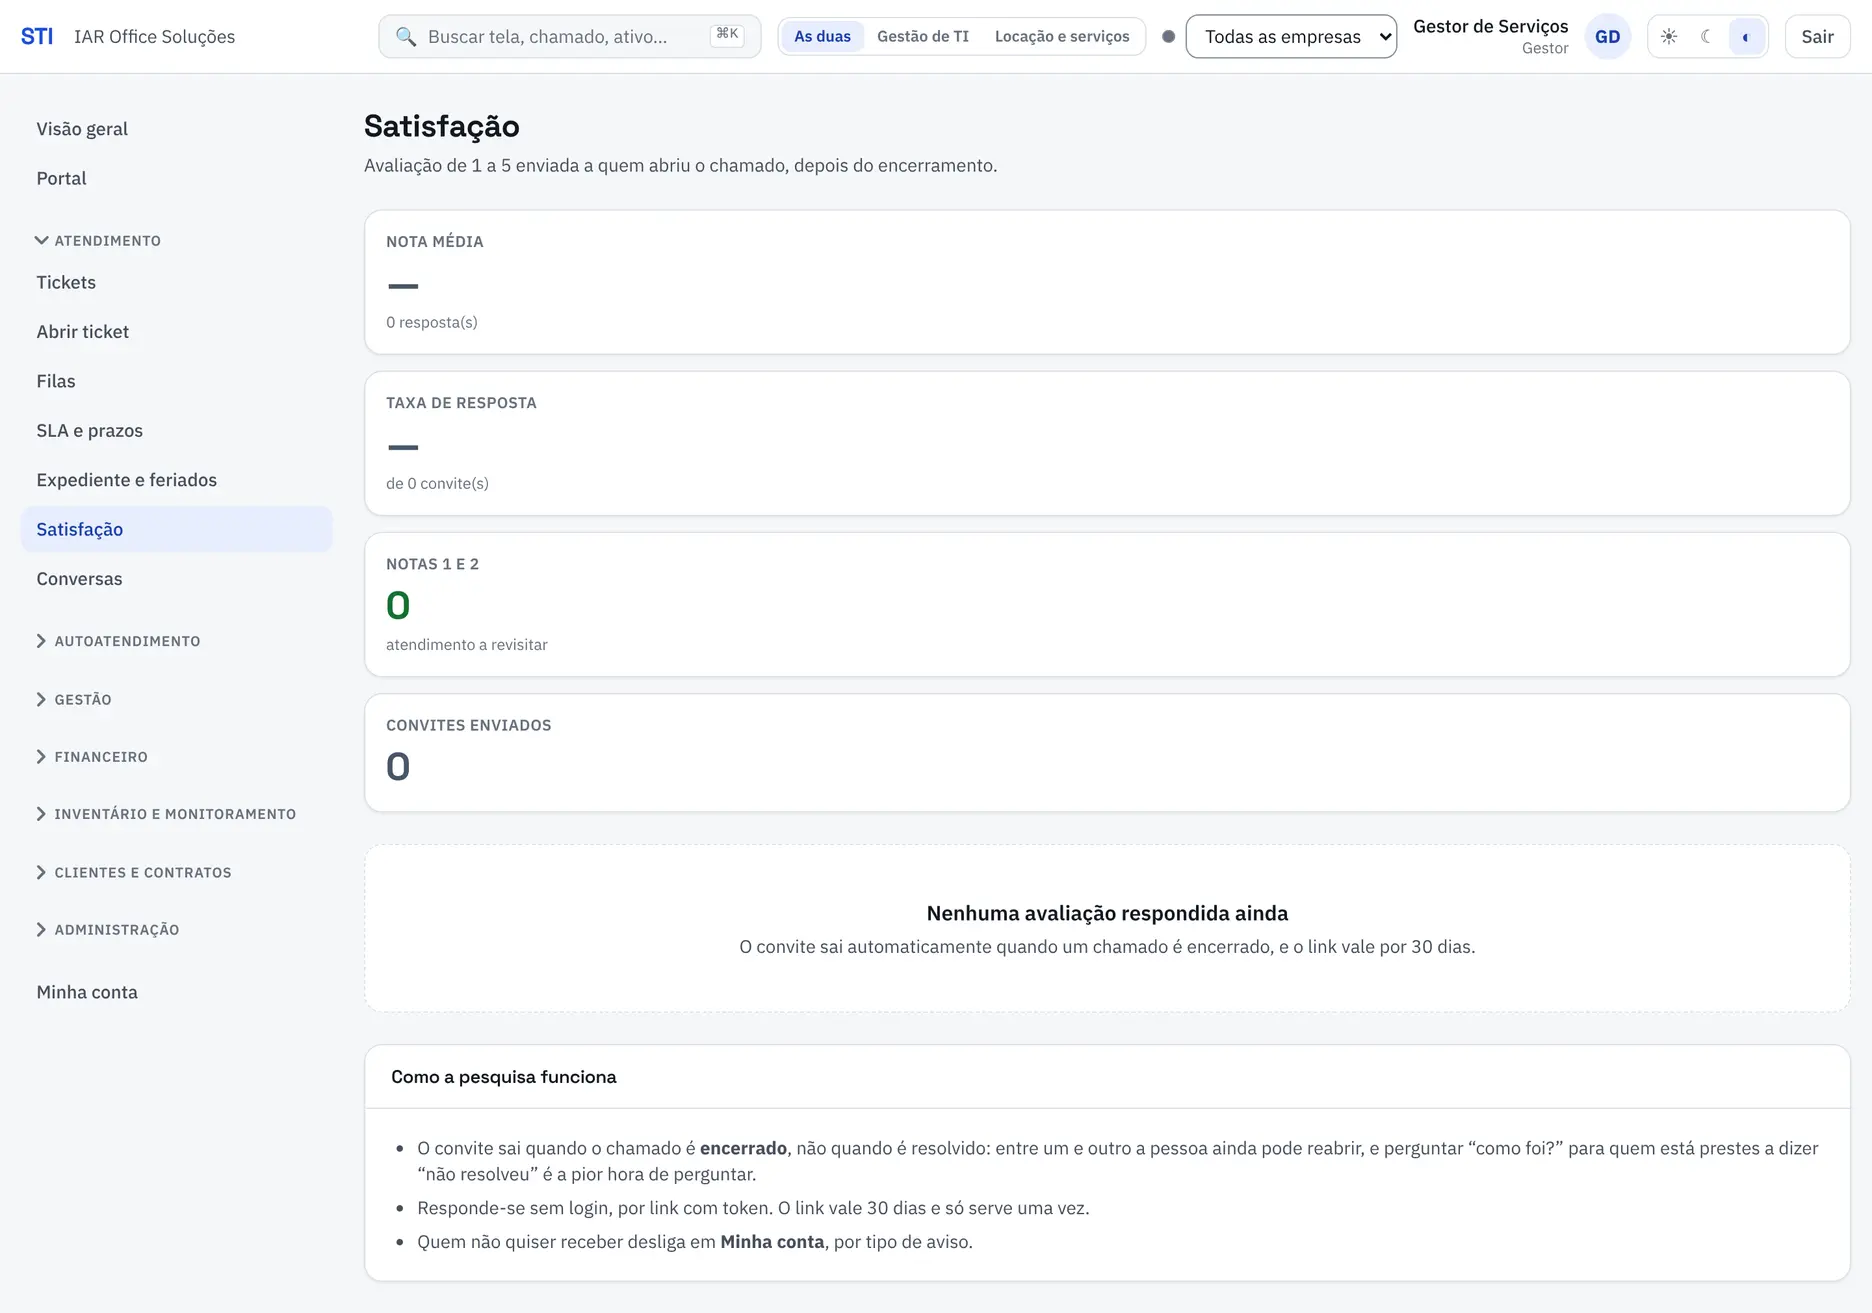 STI IAR Office Soluções
Buscar tela, chamado, ativo... ⌘K
As duas Gestão de TI Locação e serviços
Todas as empresas
Gestor de Serviços
Gestor
GD
Sair
Visão geral
Portal
ATENDIMENTO
Tickets
Abrir ticket
Filas
SLA e prazos
Expediente e feriados
Satisfação
Conversas
AUTOATENDIMENTO
GESTÃO
FINANCEIRO
INVENTÁRIO E MONITORAMENTO
CLIENTES E CONTRATOS
ADMINISTRAÇÃO
Minha conta
Satisfação
Avaliação de 1 a 5 enviada a quem abriu o chamado, depois do encerramento.
NOTA MÉDIA
—
0 resposta(s)
TAXA DE RESPOSTA
—
de 0 convite(s)
NOTAS 1 E 2
0
atendimento a revisitar
CONVITES ENVIADOS
0
Nenhuma avaliação respondida ainda
O convite sai automaticamente quando um chamado é encerrado, e o link vale por 30 dias.
Como a pesquisa funciona
• O convite sai quando o chamado é encerrado, não quando é resolvido: entre um e outro a pessoa ainda pode reabrir, e perguntar “como foi?” para quem está prestes a dizer
“não resolveu” é a pior hora de perguntar.
• Responde-se sem login, por link com token. O link vale 30 dias e só serve uma vez.
• Quem não quiser receber desliga em Minha conta, por tipo de aviso.